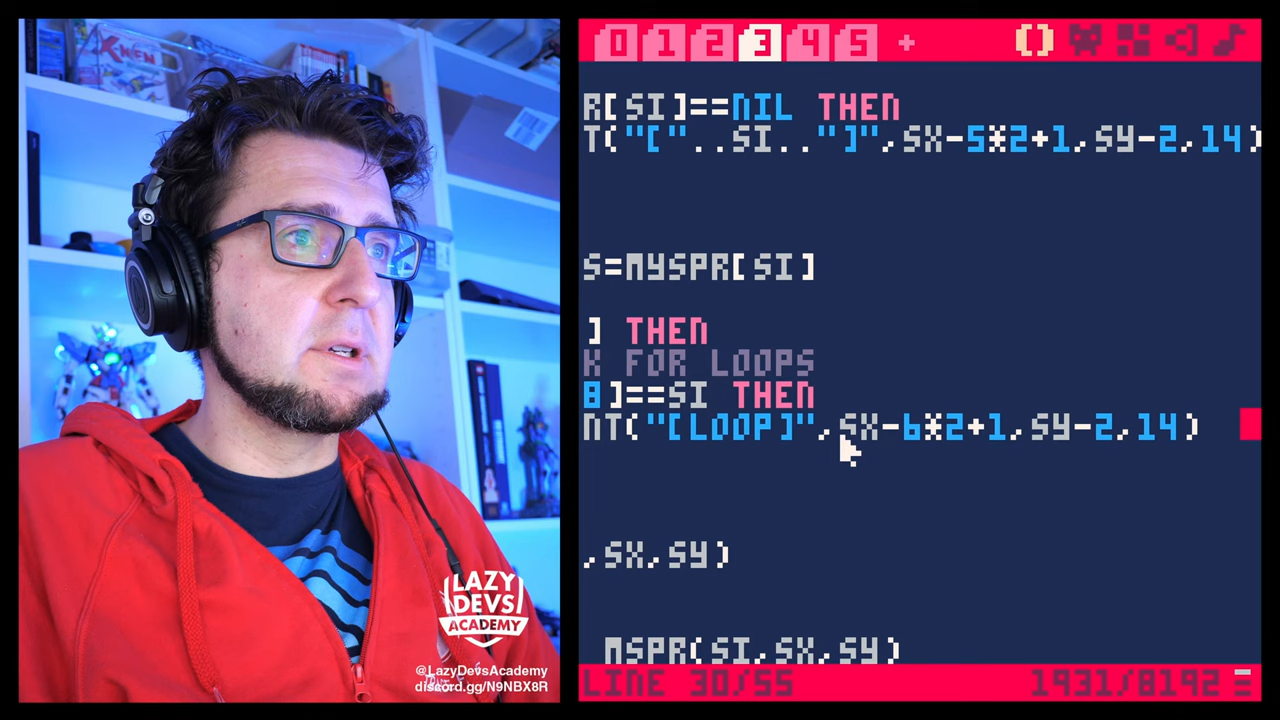 X-MEN
0 1 2 3 4 5 +
R[SI]==NIL THEN
T("["..SI.."]",SX-5*2+1,SY-2,14)
S=MYSPR[SI]
] THEN
K FOR LOOPS
8]==SI THEN
NT("[LOOP]",SX-6*2+1,SY-2,14)
,SX,SY)
MSPR(SI,SX,SY)
LINE 30/55
1931/8192
LAZY
DEVS
ACADEMY
@LazyDevsAcademy
discord.gg/N9NBX8R